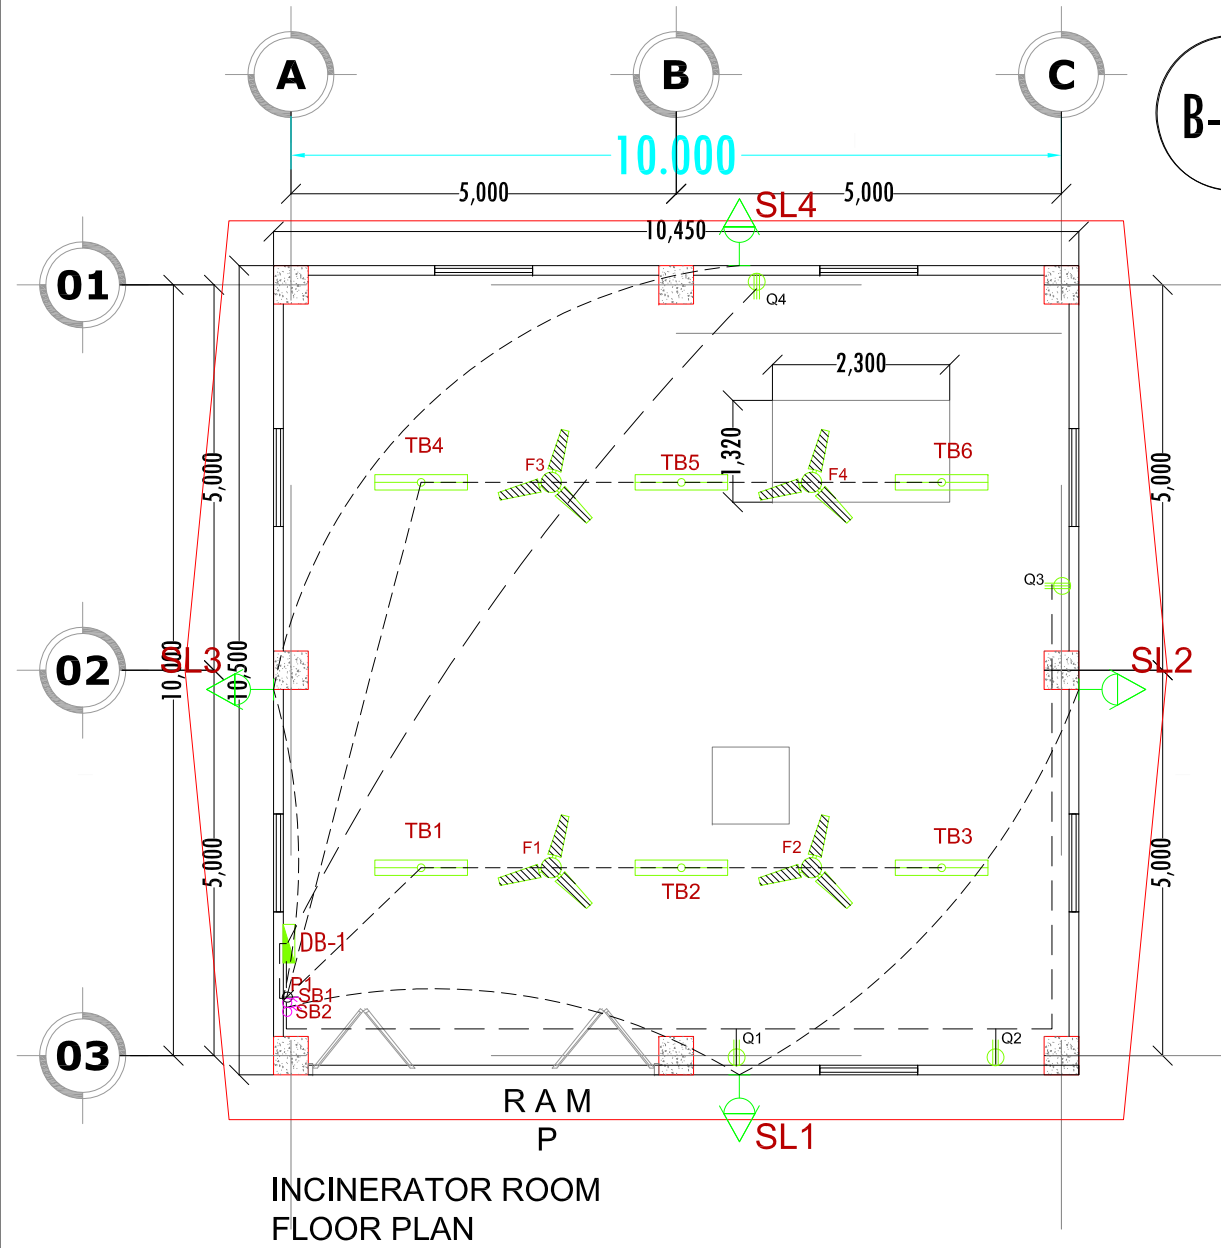 A
B
C
B-
10.000
5,000
5,000
SL4
10,450
01
Q4
2,300
1,320
TB4
F3
TB5
F4
TB6
5,000
5,000
Q3
02
SL3
10,000
10,500
SL2
TB1
F1
TB2
F2
TB3
5,000
5,000
DB-1
P1
SB1
SB2
Q1
Q2
03
R A M
P
SL1
INCINERATOR ROOM
FLOOR PLAN